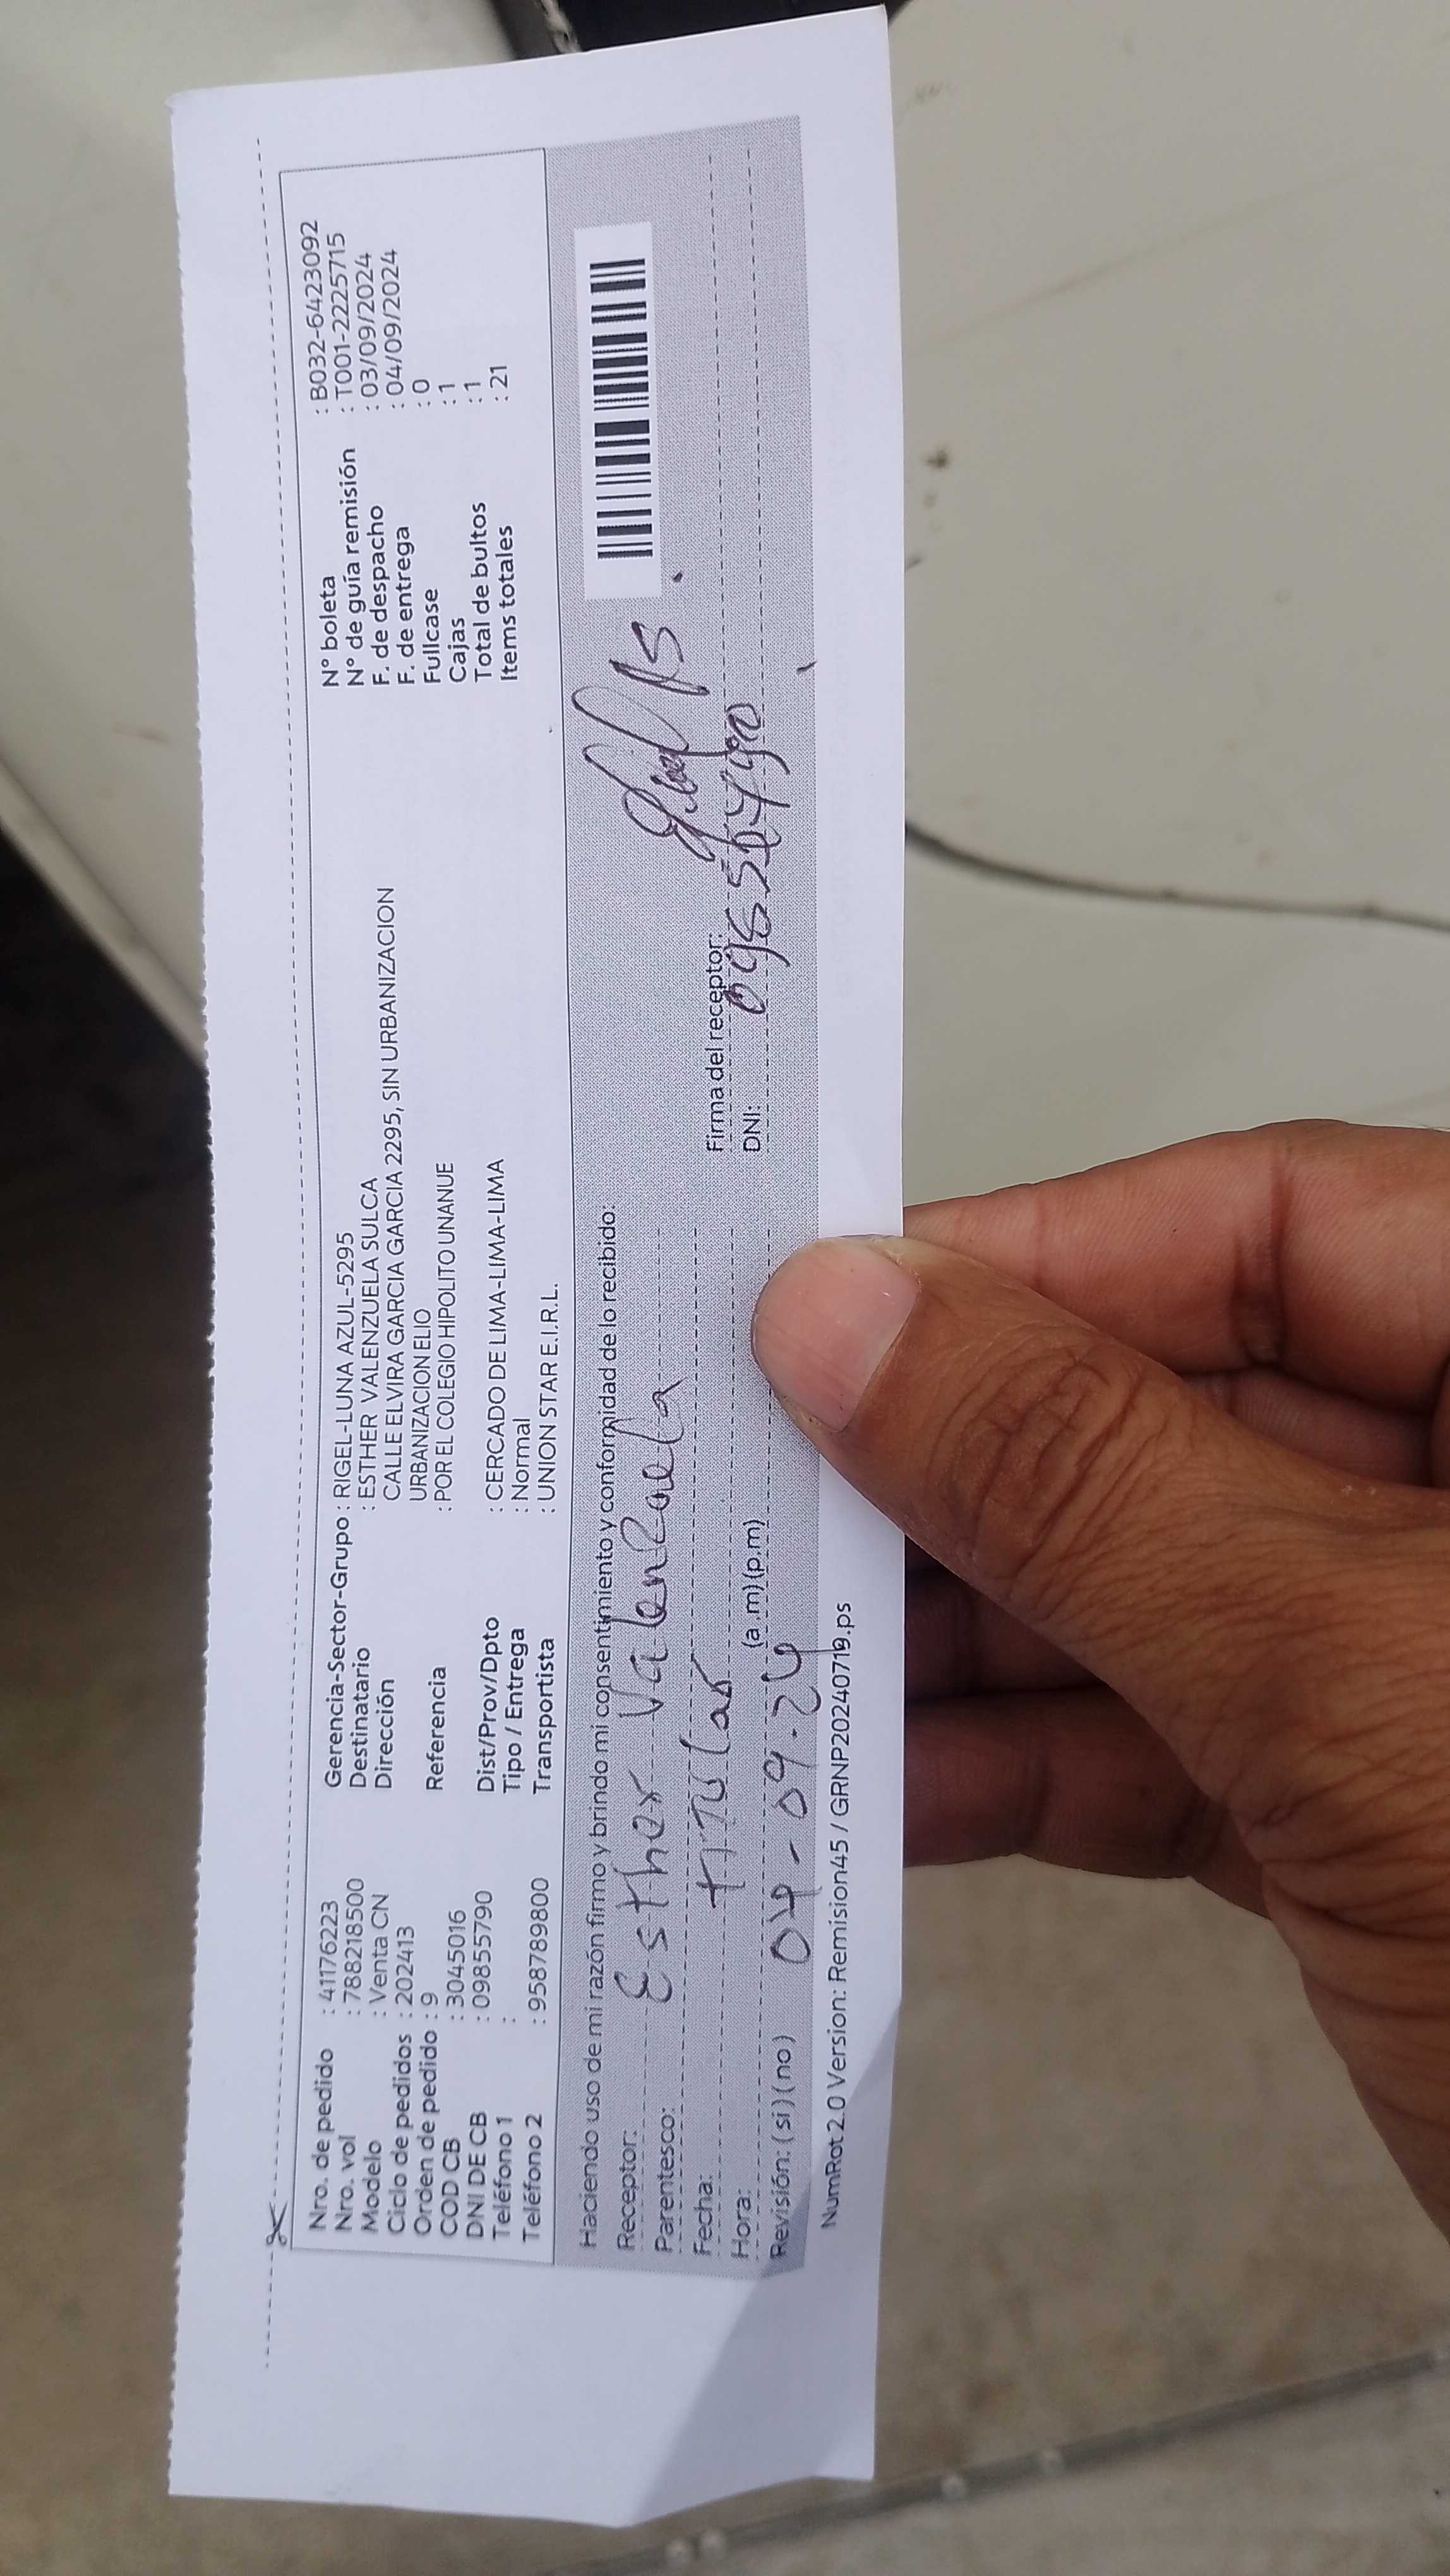 Nro. de pedido : 41176223
Nro. vol : 788218500
Modelo : Venta CN
Ciclo de pedidos : 202413
Orden de pedido : 9
COD CB : 3045016
DNI DE CB : 09855790
Teléfono 1 :
Teléfono 2 : 958789800
Gerencia-Sector-Grupo : RIGEL-LUNA AZUL-5295
Destinatario : ESTHER VALENZUELA SULCA
Dirección CALLE ELVIRA GARCIA GARCIA 2295, SIN URBANIZACION
URBANIZACION ELIO
Referencia : POR EL COLEGIO HIPOLITO UNANUE
Dist/Prov/Dpto : CERCADO DE LIMA-LIMA-LIMA
Tipo / Entrega : Normal
Transportista : UNION STAR E.I.R.L.
N° boleta : B032-6423092
N° de guía remisión : T001-2225715
F. de despacho : 03/09/2024
F. de entrega : 04/09/2024
Fullcase : 0
Cajas : 1
Total de bultos : 1
Items totales : 21
Haciendo uso de mi razón firmo y brindo mi consentimiento y conformidad de lo recibido:
Receptor: Esther Valenzuela
Parentesco: titular
Fecha: 04-09-24
Hora: (a.m) (p.m)
Revisión: (si) (no)
Firma del receptor:
DNI:
NumRot 2.0 Version: Remision45 / GRNP20240719.ps